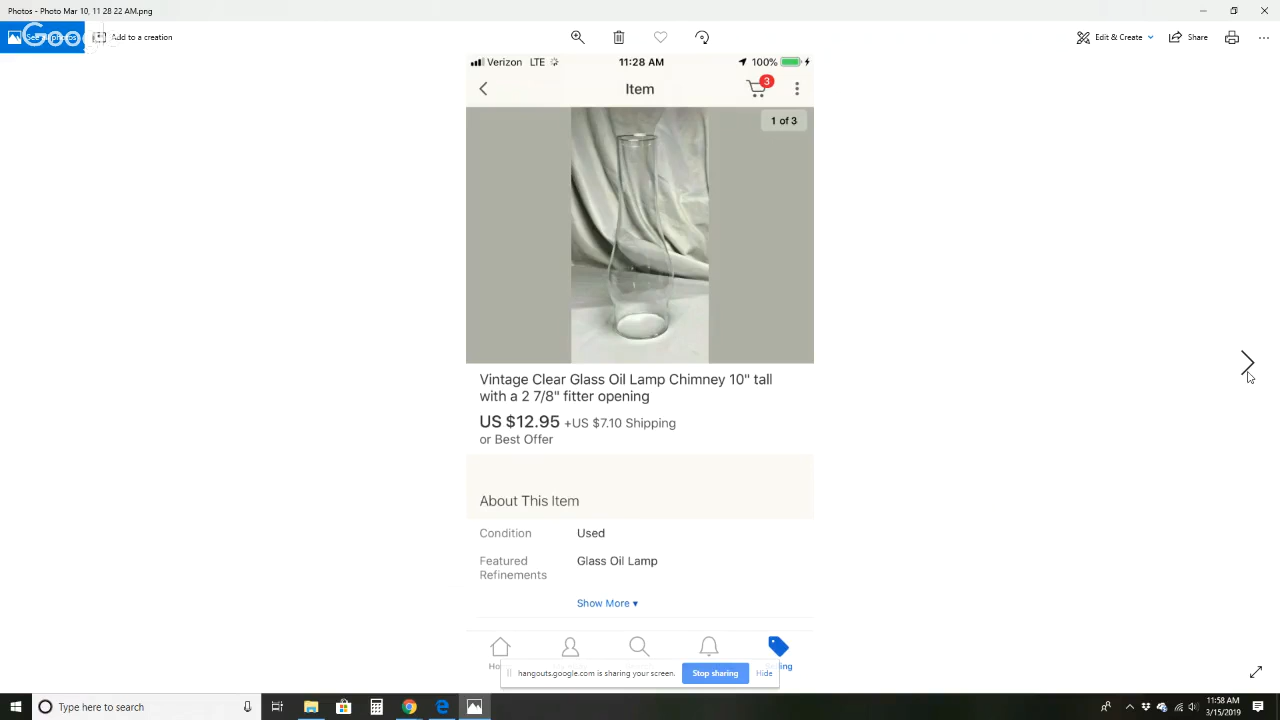 Photos - Photo Mar 10, 11 28 22 AM.png
Add to a creation
Edit & Create
Share
Verizon LTE 11:28 AM 100%
Item
3
1 of 3
Vintage Clear Glass Oil Lamp Chimney 10" tall
with a 2 7/8" fitter opening
US $12.95 +US $7.10 Shipping
or Best Offer
About This Item
Condition Used
Featured Glass Oil Lamp
Refinements
Show More ▾
hangouts.google.com is sharing your screen. Stop sharing Hide
Type here to search
11:58 AM
3/15/2019